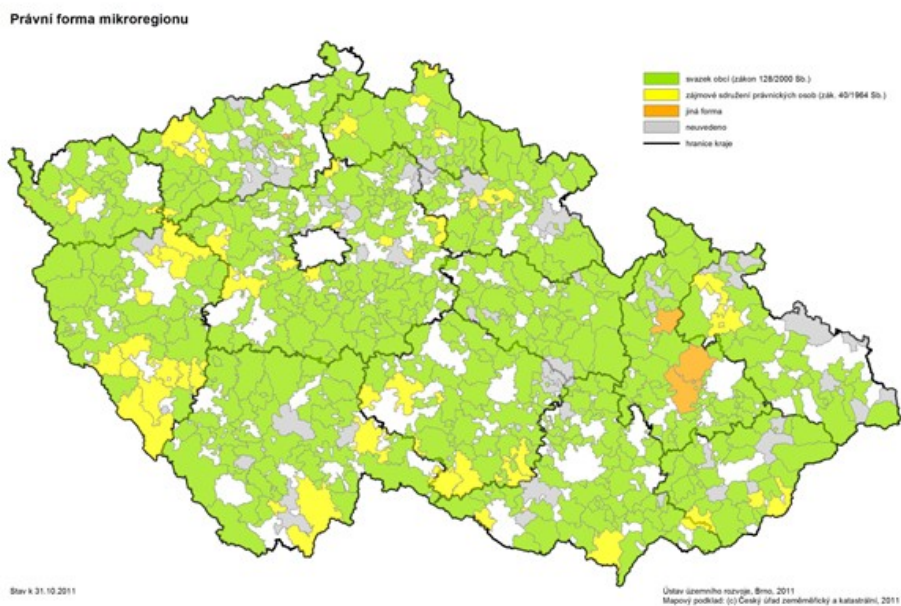 Právní forma mikroregionu
svazek obcí (zákon 128/2000 Sb.)
zájmové sdružení právnických osob (zák. 40/1964 Sb.)
jiná forma
neuvedeno
hranice kraje
Stav k 31.10.2011
Ústav územního rozvoje, Brno, 2011
Mapový podklad: (c) Český úřad zeměměřický a katastrální, 2011